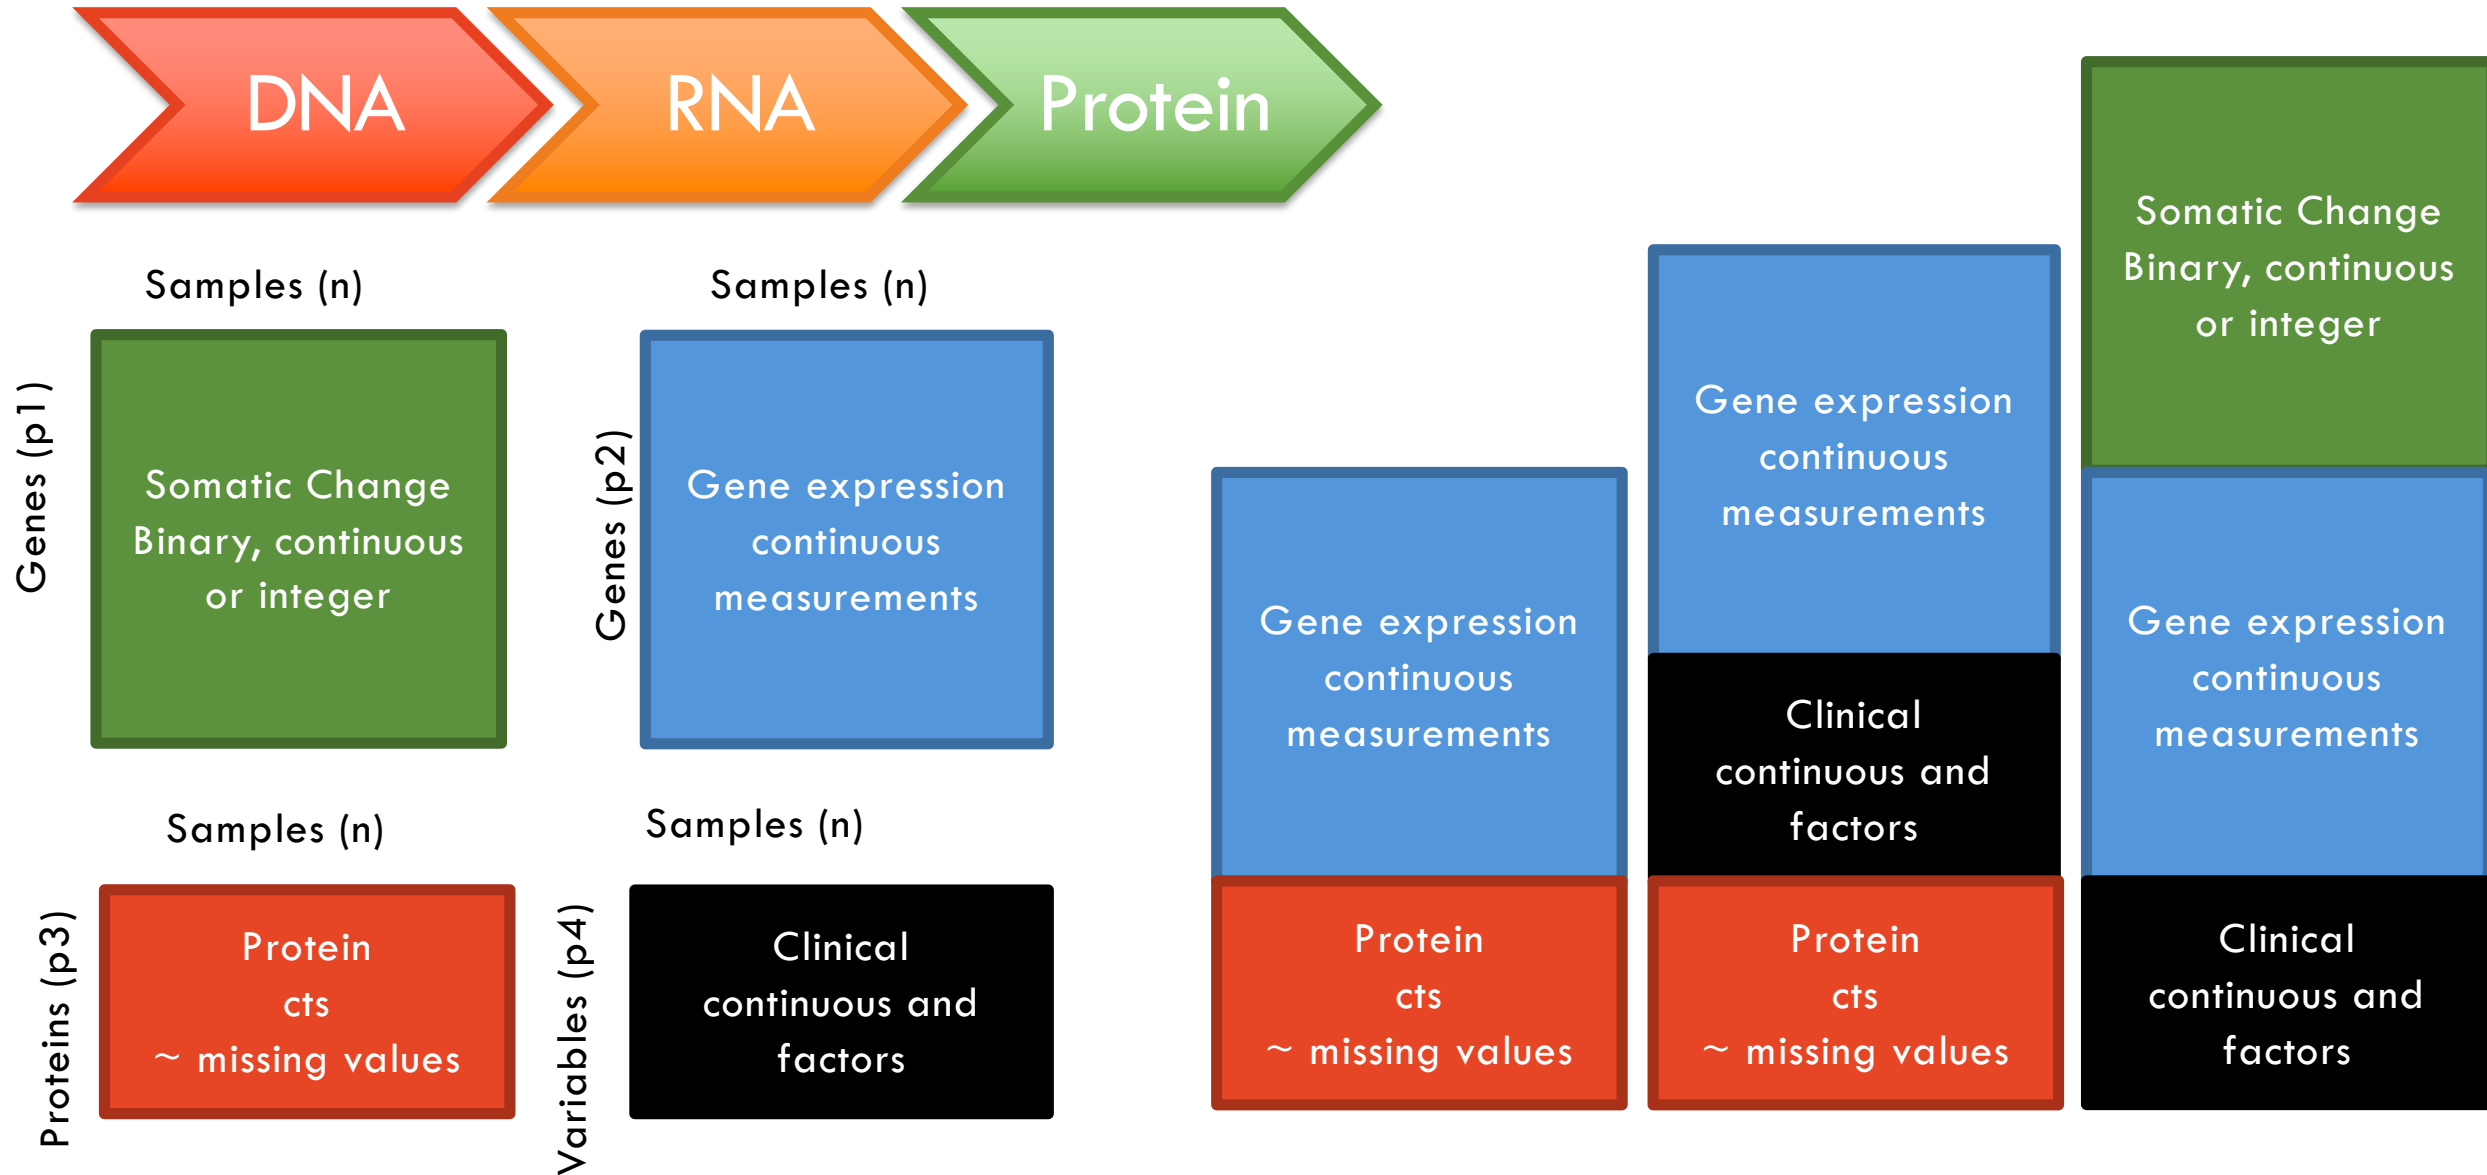 DNA
RNA
Protein
Samples (n)
Genes (p1)
Somatic Change
Binary, continuous
or integer
Samples (n)
Genes (p2)
Gene expression
continuous
measurements
Samples (n)
Proteins (p3)
Protein
cts
~ missing values
Samples (n)
Variables (p4)
Clinical
continuous and
factors
Gene expression
continuous
measurements
Protein
cts
~ missing values
Gene expression
continuous
measurements
Clinical
continuous and
factors
Protein
cts
~ missing values
Somatic Change
Binary, continuous
or integer
Gene expression
continuous
measurements
Clinical
continuous and
factors